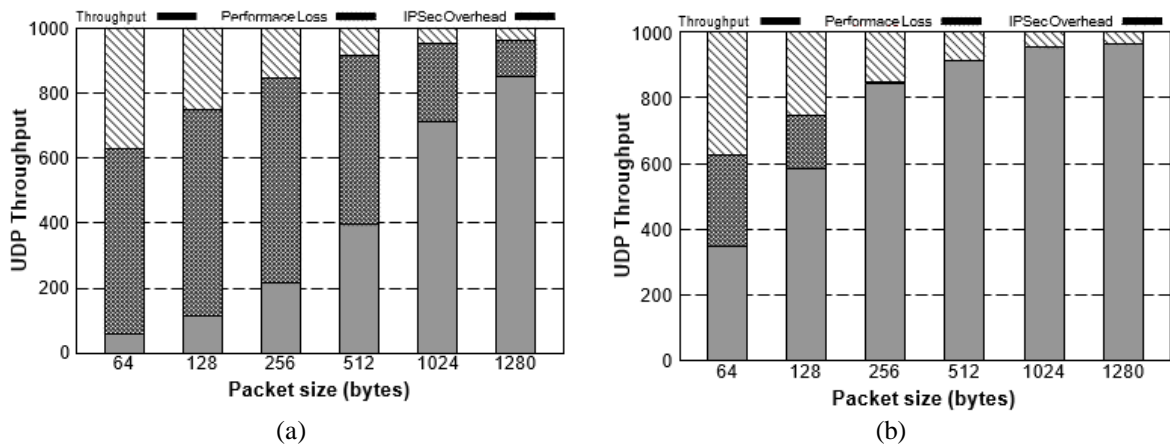 Throughput Performace Loss IPSec Overhead
1000
800
600
400
200
0
UDP Throughput
64 128 256 512 1024 1280
Packet size (bytes)
(a)
Throughput Performace Loss IPSec Overhead
1000
800
600
400
200
0
UDP Throughput
64 128 256 512 1024 1280
Packet size (bytes)
(b)